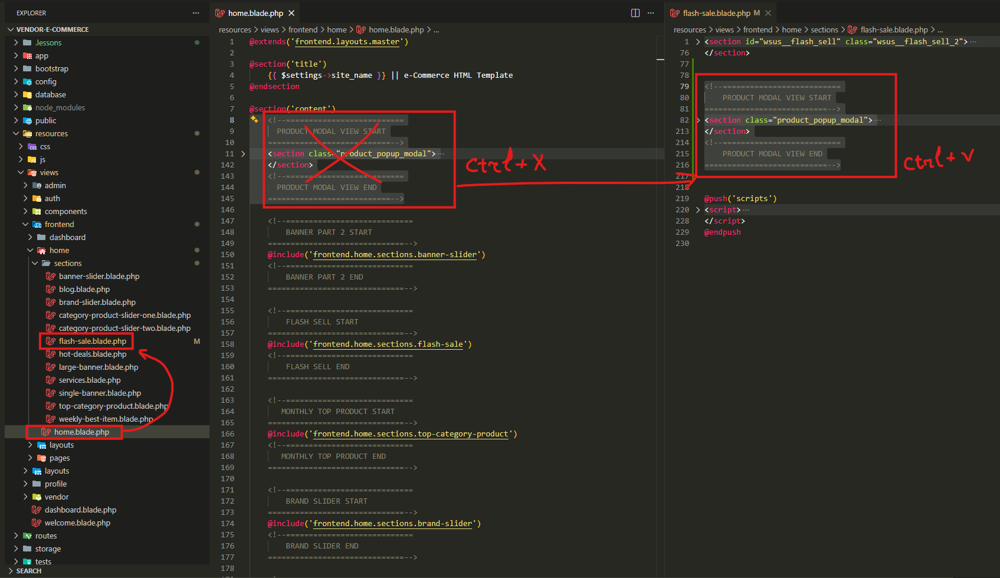 EXPLORER
VENDOR-E-COMMERCE
.lessons
app
bootstrap
config
database
node_modules
public
resources
css
js
views
admin
auth
components
frontend
dashboard
home
sections
banner-slider.blade.php
blog.blade.php
brand-slider.blade.php
category-product-slider-one.blade.php
category-product-slider-two.blade.php
flash-sale.blade.php M
hot-deals.blade.php
large-banner.blade.php
services.blade.php
single-banner.blade.php
top-category-product.blade.php
weekly-best-item.blade.php
home.blade.php
layouts
pages
layouts
profile
vendor
dashboard.blade.php
welcome.blade.php
routes
storage
tests
SEARCH
home.blade.php
resources > views > frontend > home > home.blade.php > ...
1 @extends('frontend.layouts.master')
2
3 @section('title')
4 {{ $settings->site_name }} || e-Commerce HTML Template
5 @endsection
6
7 @section('content')
8 <!--==========================
9 PRODUCT MODAL VIEW START
10 ===========================-->
11 <section class="product_popup_modal"> ...
142 </section>
143 <!--==========================
144 PRODUCT MODAL VIEW END
145 ===========================-->
146
147 <!--============================
148 BANNER PART 2 START
149 ==============================-->
150 @include('frontend.home.sections.banner-slider')
151 <!--============================
152 BANNER PART 2 END
153 ==============================-->
154
155 <!--============================
156 FLASH SELL START
157 ==============================-->
158 @include('frontend.home.sections.flash-sale')
159 <!--============================
160 FLASH SELL END
161 ==============================-->
162
163 <!--============================
164 MONTHLY TOP PRODUCT START
165 ==============================-->
166 @include('frontend.home.sections.top-category-product')
167 <!--============================
168 MONTHLY TOP PRODUCT END
169 ==============================-->
170
171 <!--============================
172 BRAND SLIDER START
173 ==============================-->
174 @include('frontend.home.sections.brand-slider')
175 <!--============================
176 BRAND SLIDER END
177 ==============================-->
178
ctrl+X
flash-sale.blade.php M
resources > views > frontend > home > sections > flash-sale.blade.php > ...
1 <section id="wsus__flash_sell" class="wsus__flash_sell_2"> ...
76 </section>
77
78
79 <!--==========================
80 PRODUCT MODAL VIEW START
81 ===========================-->
82 <section class="product_popup_modal"> ...
213 </section>
214 <!--==========================
215 PRODUCT MODAL VIEW END
216 ===========================-->
217
218
219 @push('scripts')
220 <script> ...
228 </script>
229 @endpush
230
ctrl+v